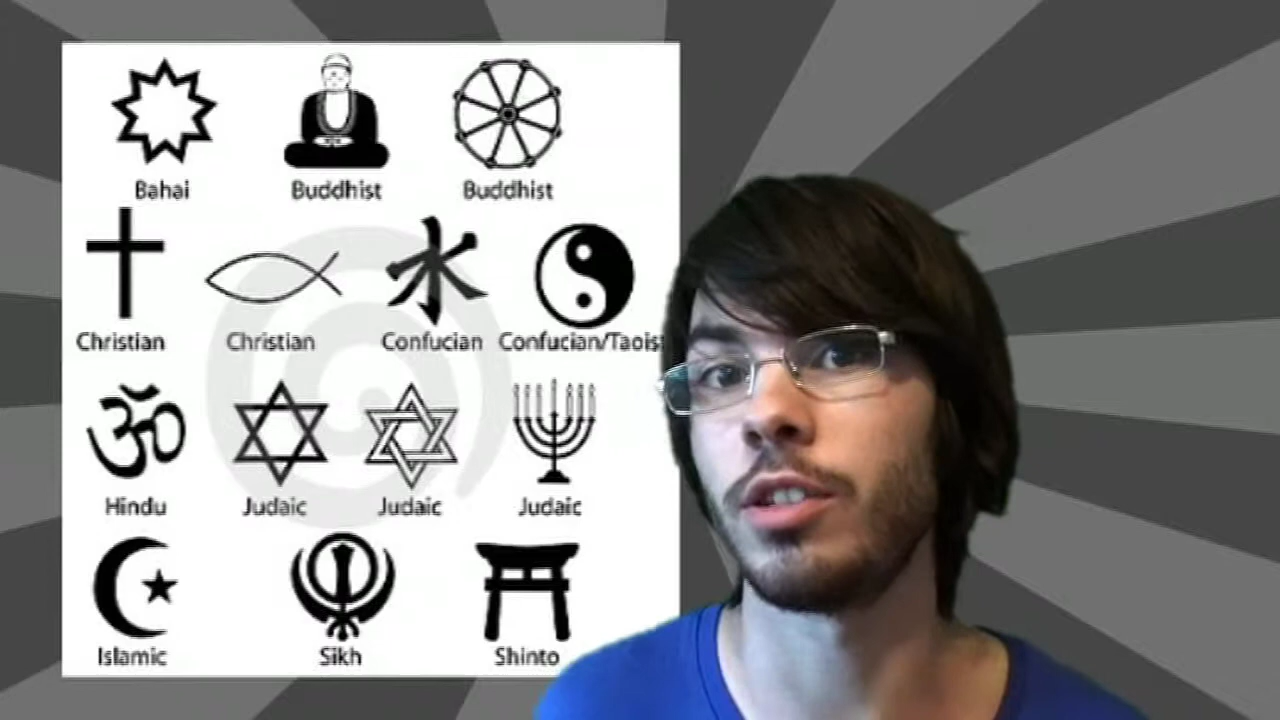 Bahai Buddhist Buddhist
Christian Christian Confucian Confucian/Taoist
Hindu Judaic Judaic Judaic
Islamic Sikh Shinto